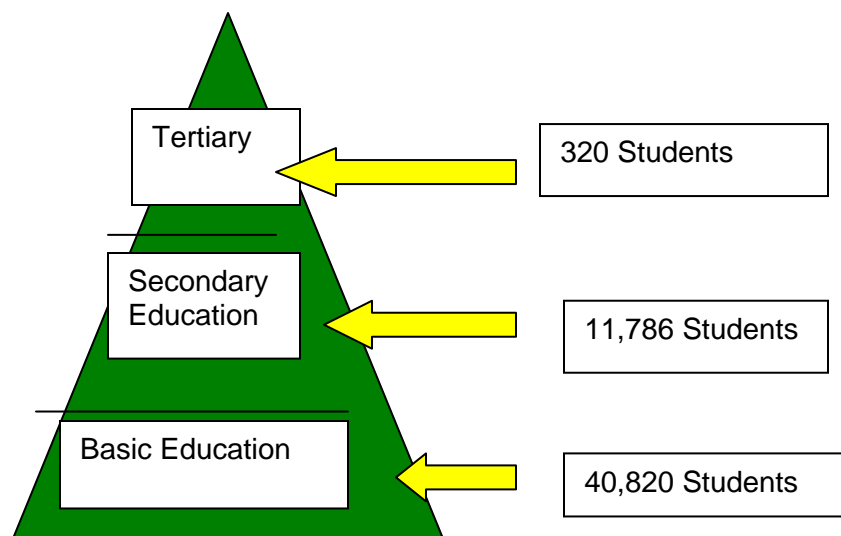 Tertiary
320 Students
Secondary
Education
11,786 Students
Basic Education
40,820 Students